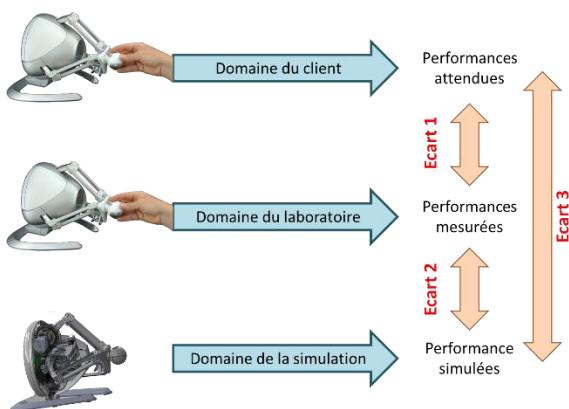 Domaine du client
Performances
attendues
Ecart 1
Domaine du laboratoire
Performances
mesurées
Ecart 3
Ecart 2
Domaine de la simulation
Performance
simulées